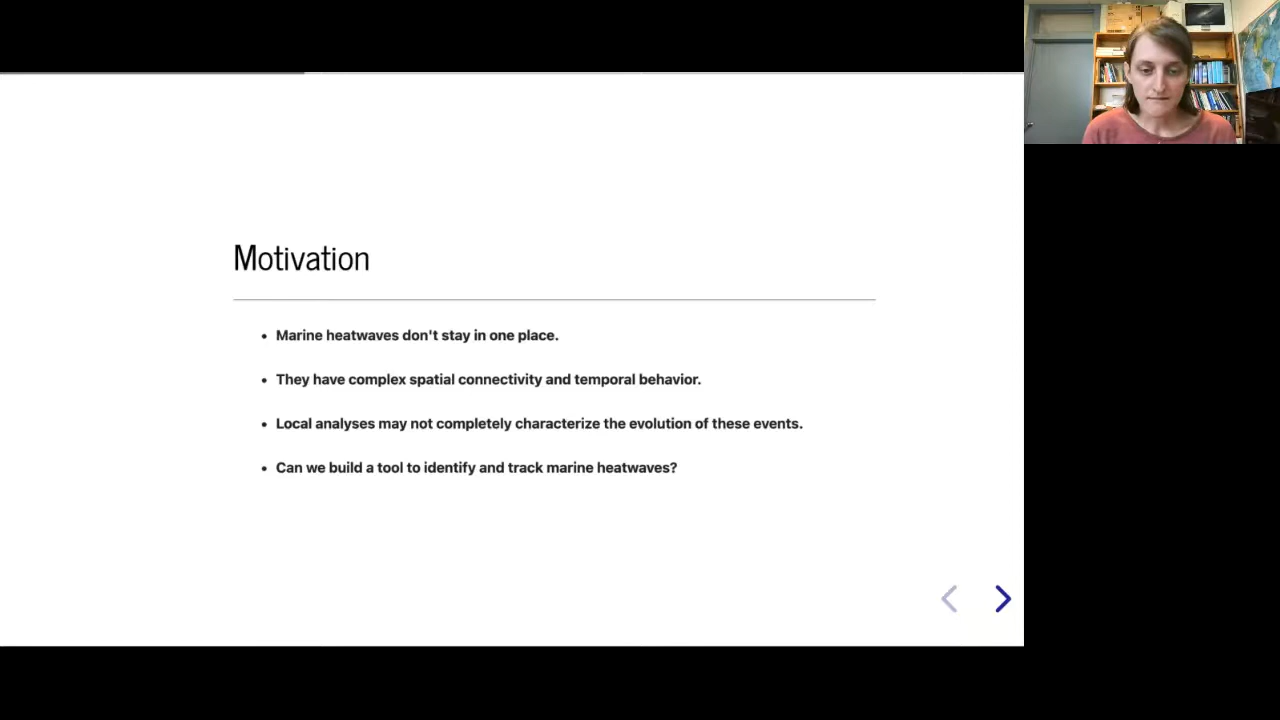 Motivation
Marine heatwaves don't stay in one place.
They have complex spatial connectivity and temporal behavior.
Local analyses may not completely characterize the evolution of these events.
Can we build a tool to identify and track marine heatwaves?